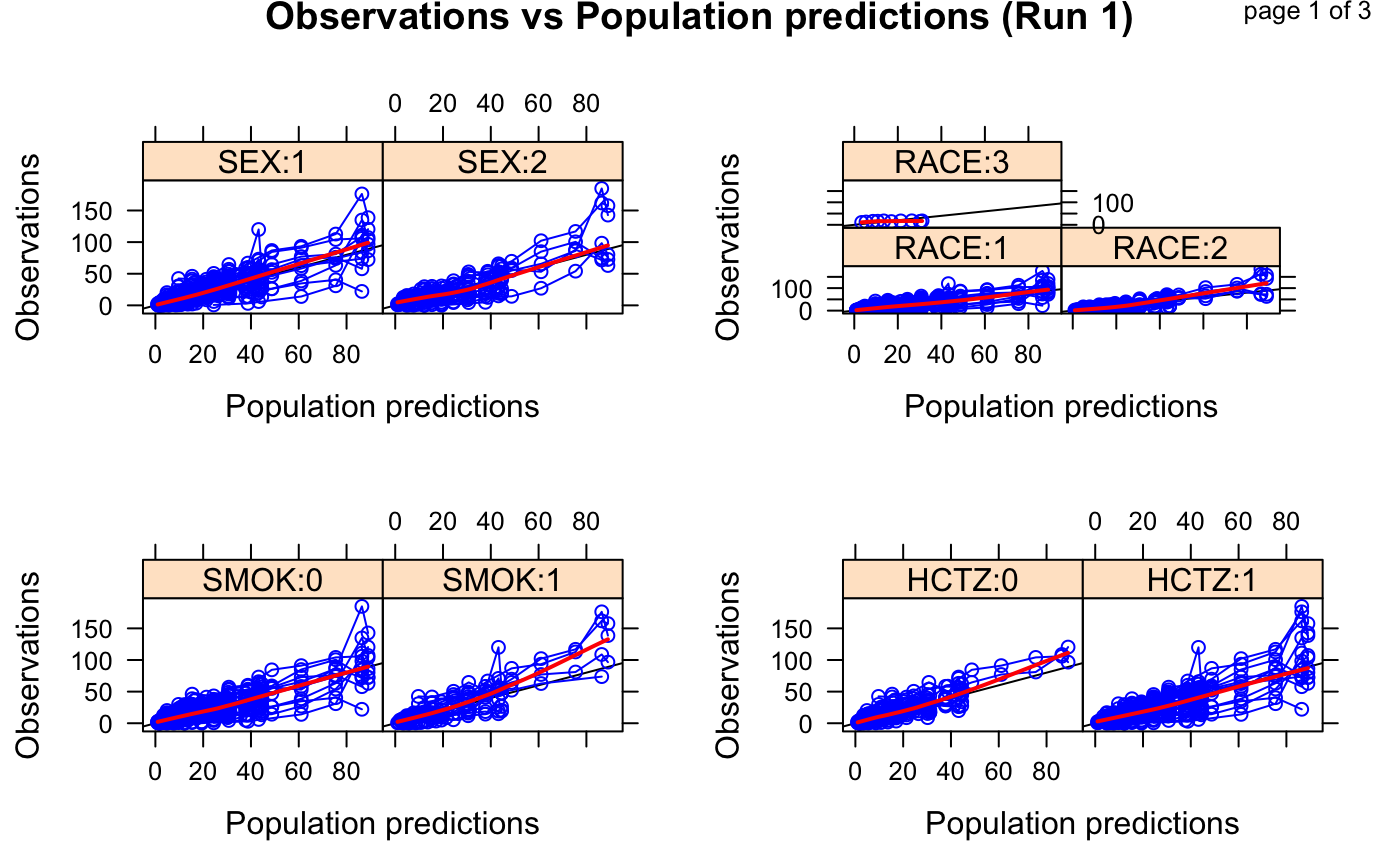 Observations vs Population predictions (Run 1)
page 1 of 3
0 20 40 60 80
SEX:1 SEX:2
Observations
150
100
50
0
0 20 40 60 80
Population predictions
RACE:3
100
0
RACE:1 RACE:2
Observations
100
0
0 20 40 60 80
Population predictions
0 20 40 60 80
SMOK:0 SMOK:1
Observations
150
100
50
0
0 20 40 60 80
Population predictions
0 20 40 60 80
HCTZ:0 HCTZ:1
Observations
150
100
50
0
0 20 40 60 80
Population predictions